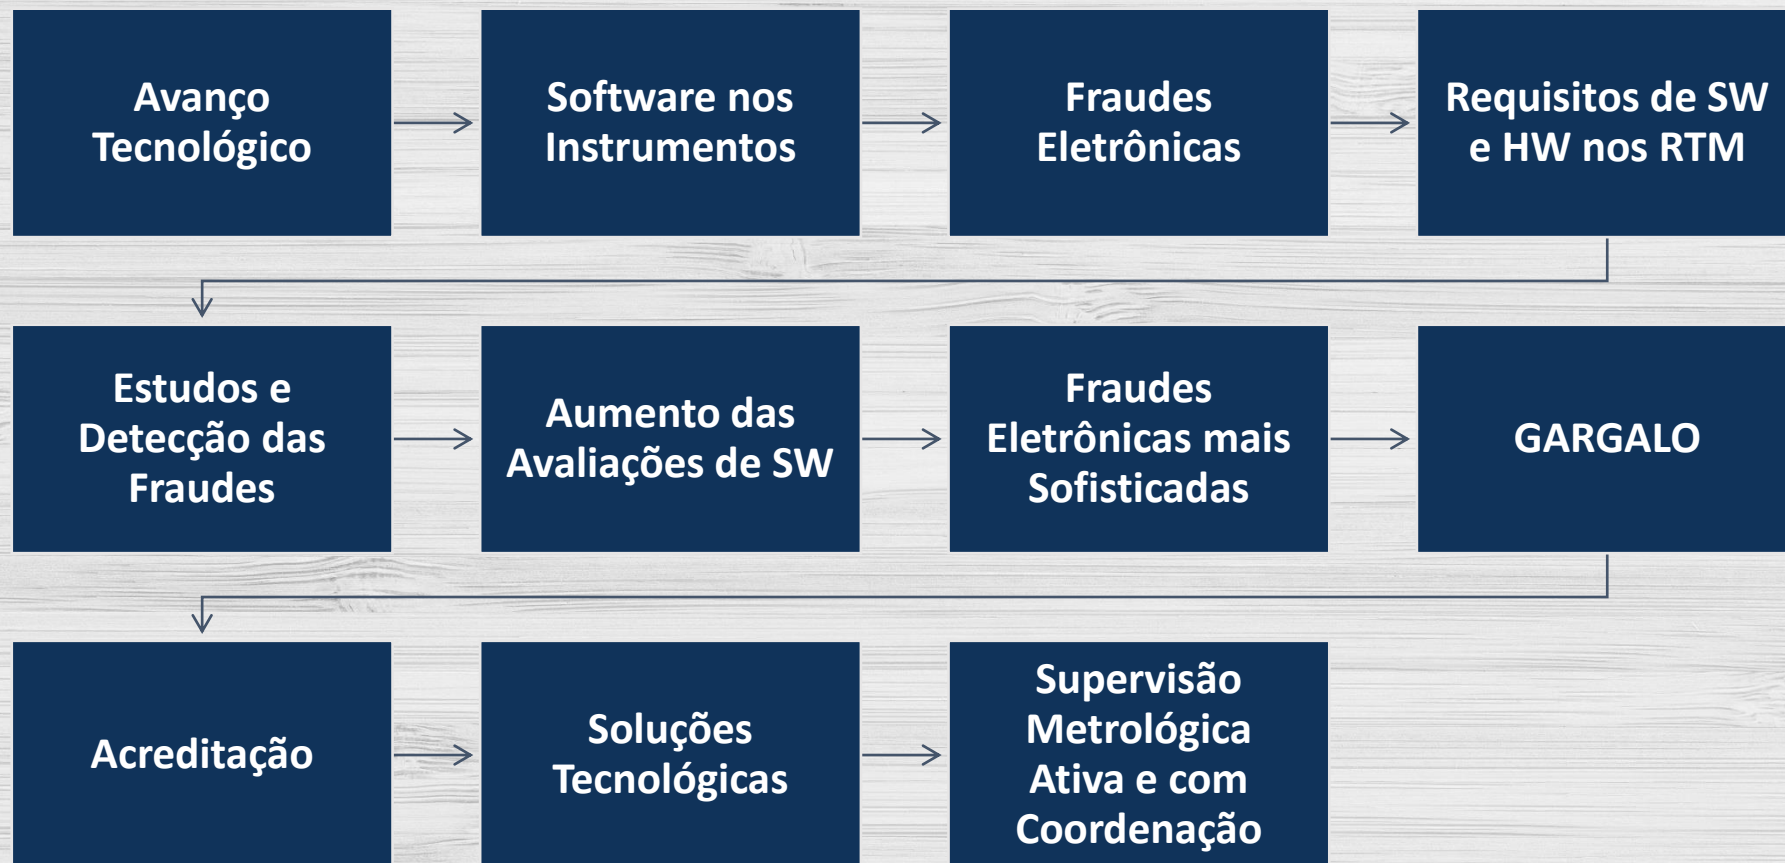 Avanço
Tecnológico
Software nos
Instrumentos
Fraudes
Eletrônicas
Requisitos de SW
e HW nos RTM
Estudos e
Detecção das
Fraudes
Aumento das
Avaliações de SW
Fraudes
Eletrônicas mais
Sofisticadas
GARGALO
Acreditação
Soluções
Tecnológicas
Supervisão
Metrológica
Ativa e com
Coordenação